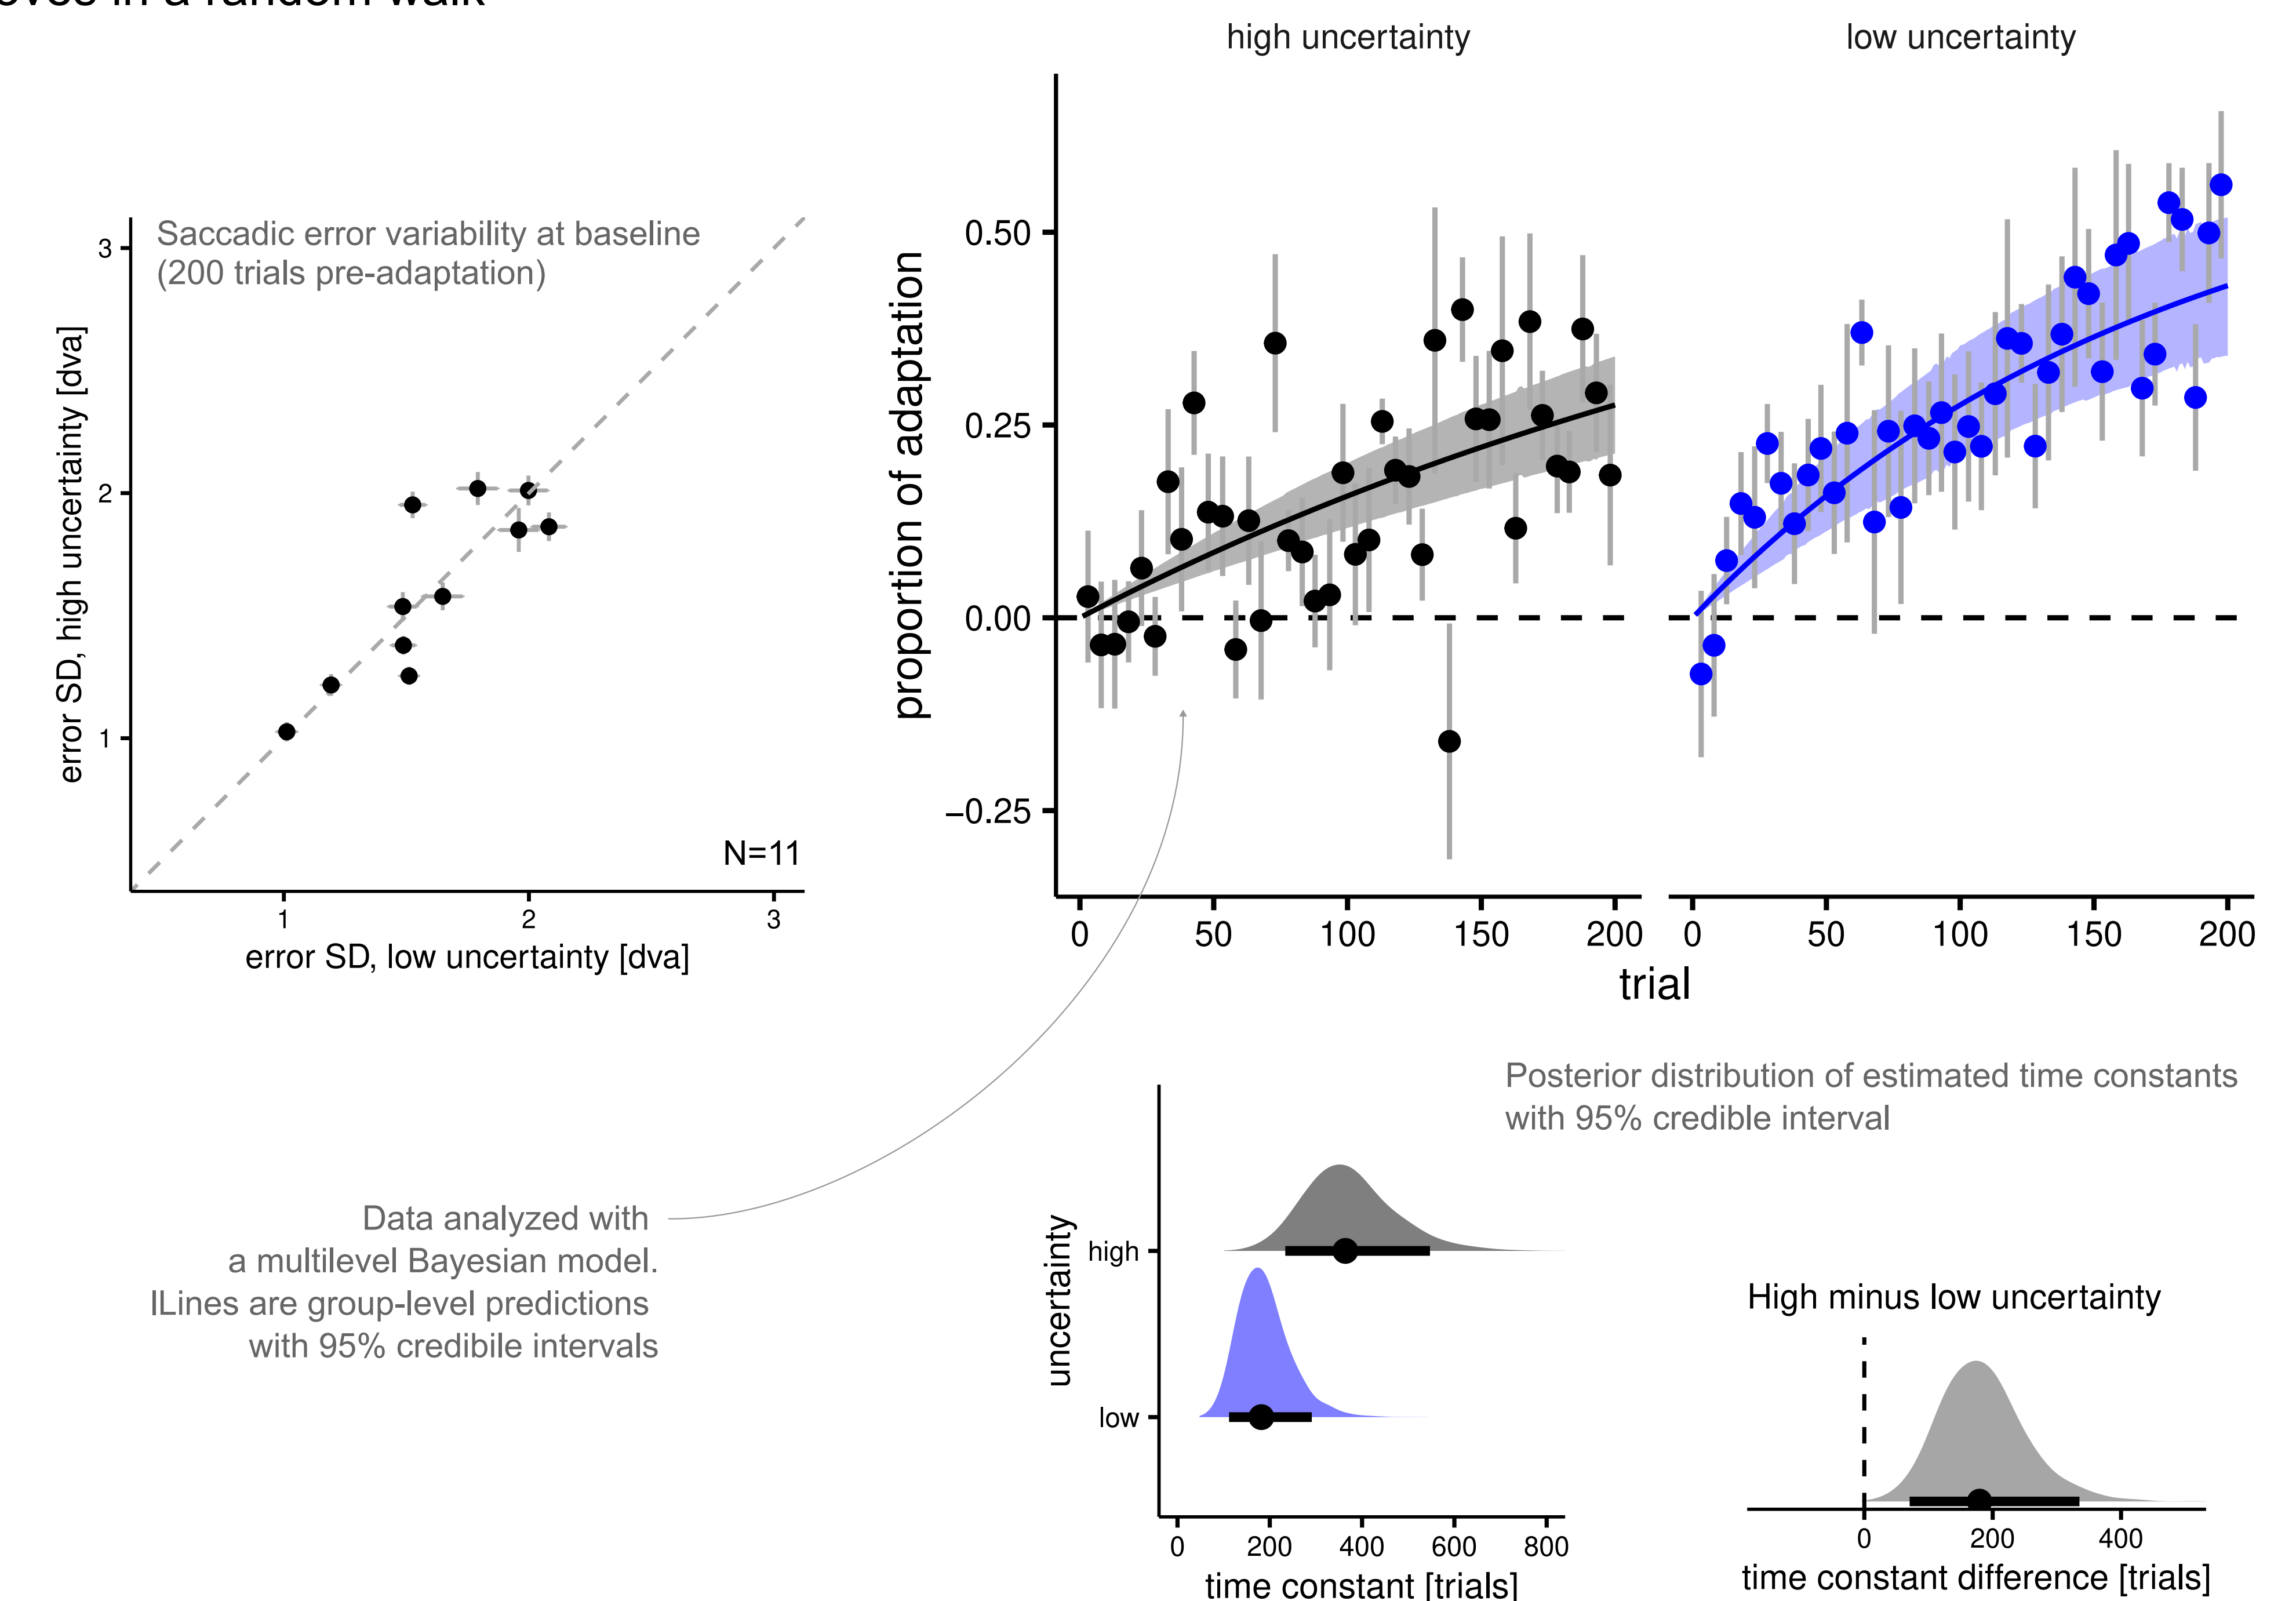 in a random walk
high uncertainty
low uncertainty
Saccadic error variability at baseline
(200 trials pre-adaptation)
error SD, high uncertainty [dva]
3
2
1
N=11
1
2
3
error SD, low uncertainty [dva]
proportion of adaptation
0.50
0.25
0.00
−0.25
0
50
100
150
200
0
50
100
150
200
trial
Data analyzed with
a multilevel Bayesian model.
lLines are group-level predictions
with 95% credibile intervals
Posterior distribution of estimated time constants
with 95% credible interval
uncertainty
high
low
0
200
400
600
800
time constant [trials]
High minus low uncertainty
0
200
400
time constant difference [trials]